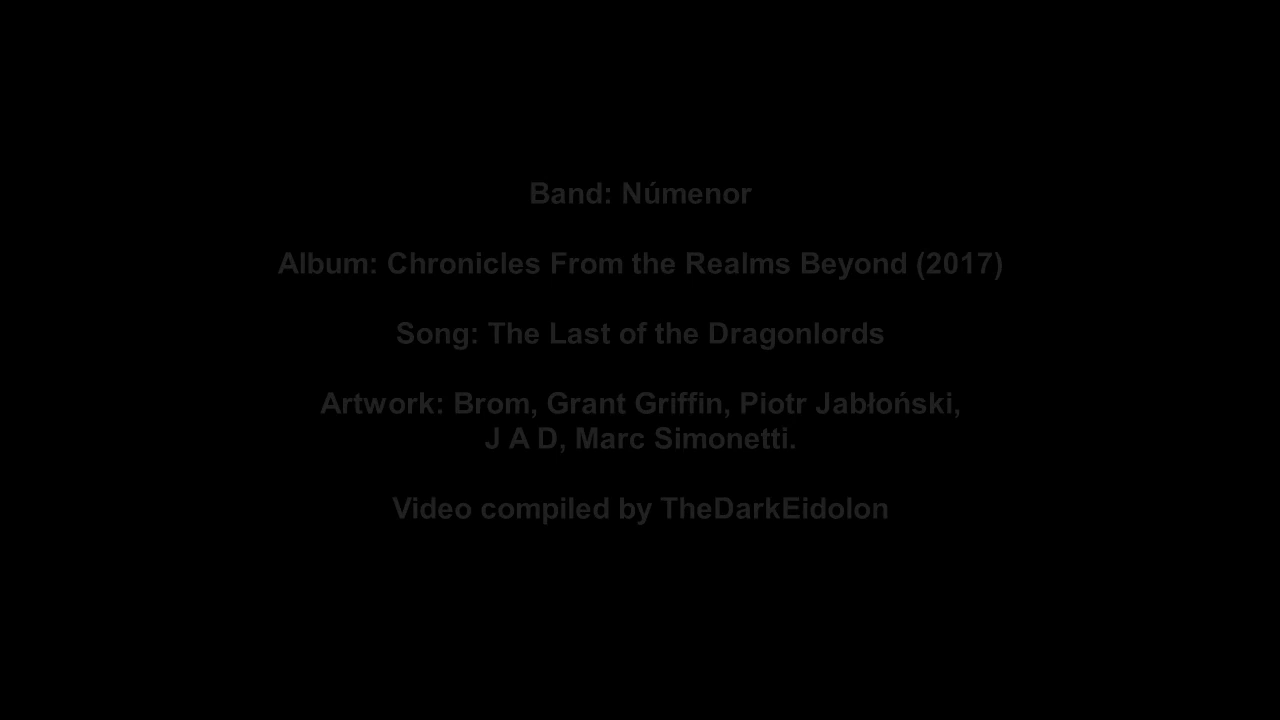 Band: Númenor
Album: Chronicles From the Realms Beyond (2017)
Song: The Last of the Dragonlords
Artwork: Brom, Grant Griffin, Piotr Jabłoński,
J A D, Marc Simonetti.
Video compiled by TheDarkEidolon